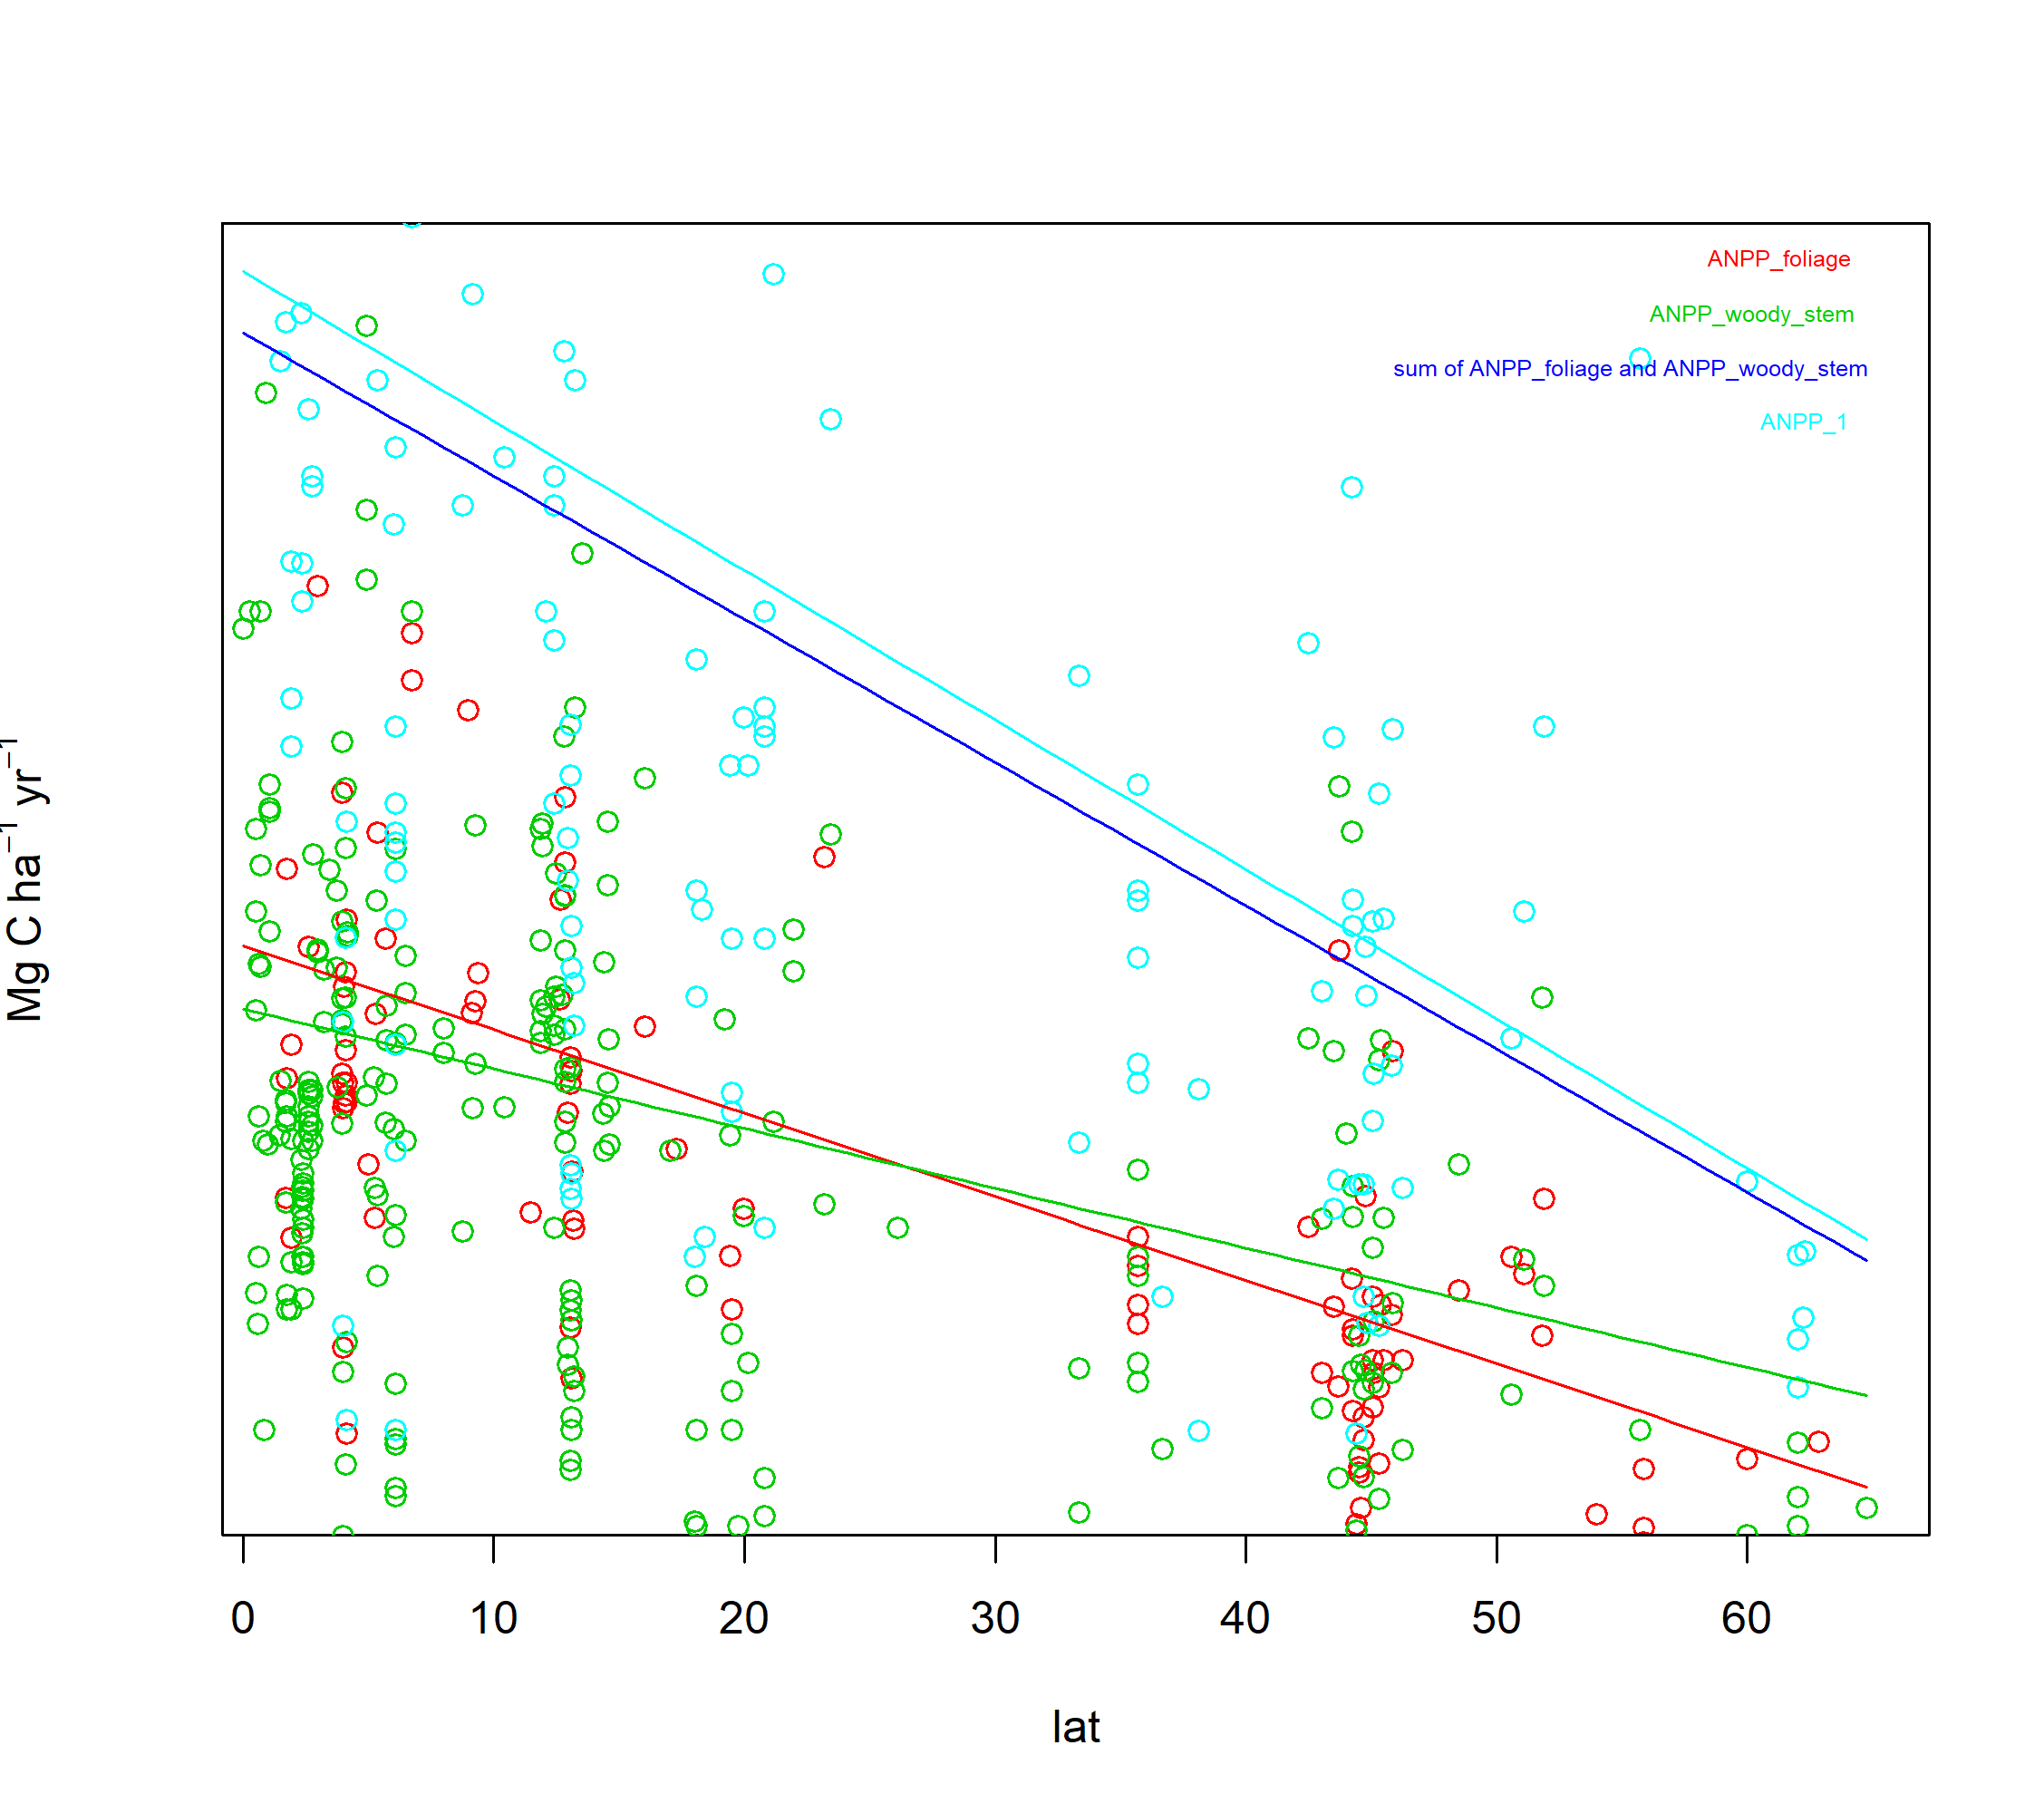 ANPP_foliage
ANPP_woody_stem
sum of ANPP_foliage and ANPP_woody_stem
ANPP_1
Mg C ha⁻¹ yr⁻¹
0 10 20 30 40 50 60
lat